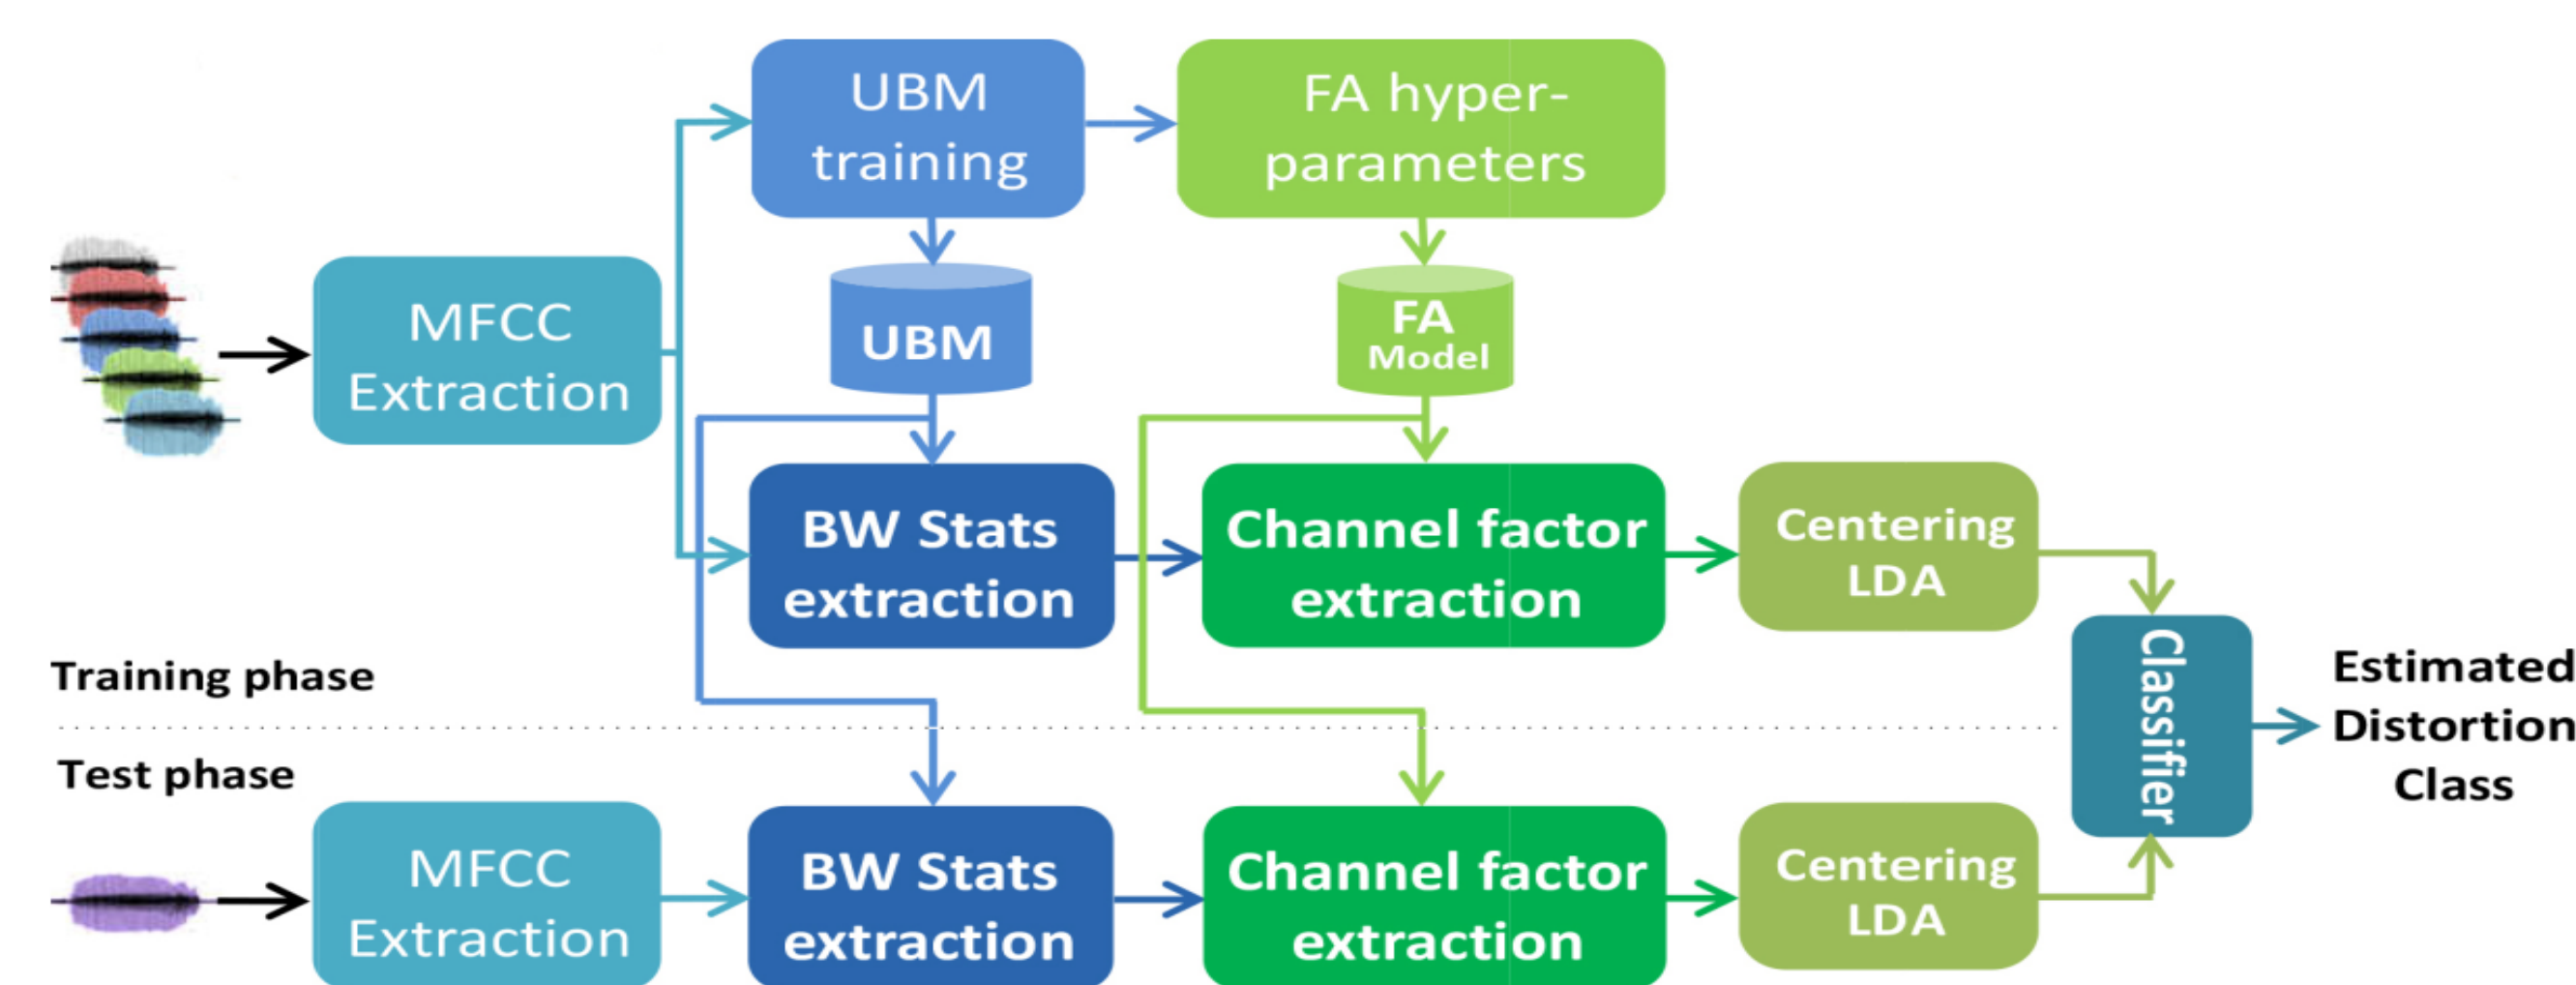 UBM
training
FA hyper-
parameters
MFCC
Extraction
UBM
FA
Model
BW Stats
extraction
Channel factor
extraction
Centering
LDA
Training phase
Classifier
Estimated
Distortion
Class
Test phase
MFCC
Extraction
BW Stats
extraction
Channel factor
extraction
Centering
LDA